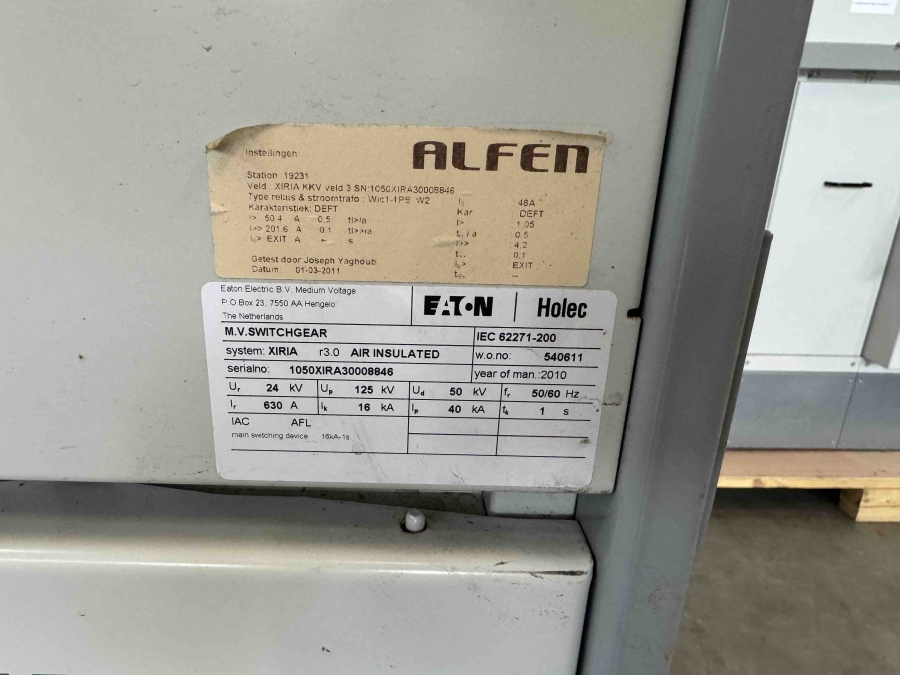 ALFEN
Instellingen
Station 19231
Veld XIRIA KKV veld 3 SN:1050XIRA30008846
Type relais & stroomtrafo : Wic1-1PE W2
Karakteristiek: DEFT
I> 50.4 A 0,5 tI>/a
I>> 201.6 A 0.1 tI>>/a
I₀> EXIT A - s
Getest door Joseph Yaghoub
Datum 01-03-2011
: 48A
Kar : DEFT
I> : 1,05
: 0,5
I>> : 4,2
: 0,1
: EXIT
: -
Eaton Electric B.V. Medium Voltage
P O Box 23, 7550 AA Hengelo
The Netherlands
EATON | Holec
M.V.SWITCHGEAR IEC 62271-200
system: XIRIA r3.0 AIR INSULATED w.o.no: 540611
serialno: 1050XIRA30008846 year of man.:2010
Uᵣ 24 kV Uₚ 125 kV U_d 50 kV fᵣ 50/60 Hz
Iᵣ 630 A Iₖ 16 kA Iₚ 40 kA tₖ 1 s
IAC AFL
main switching device 16kA-1s